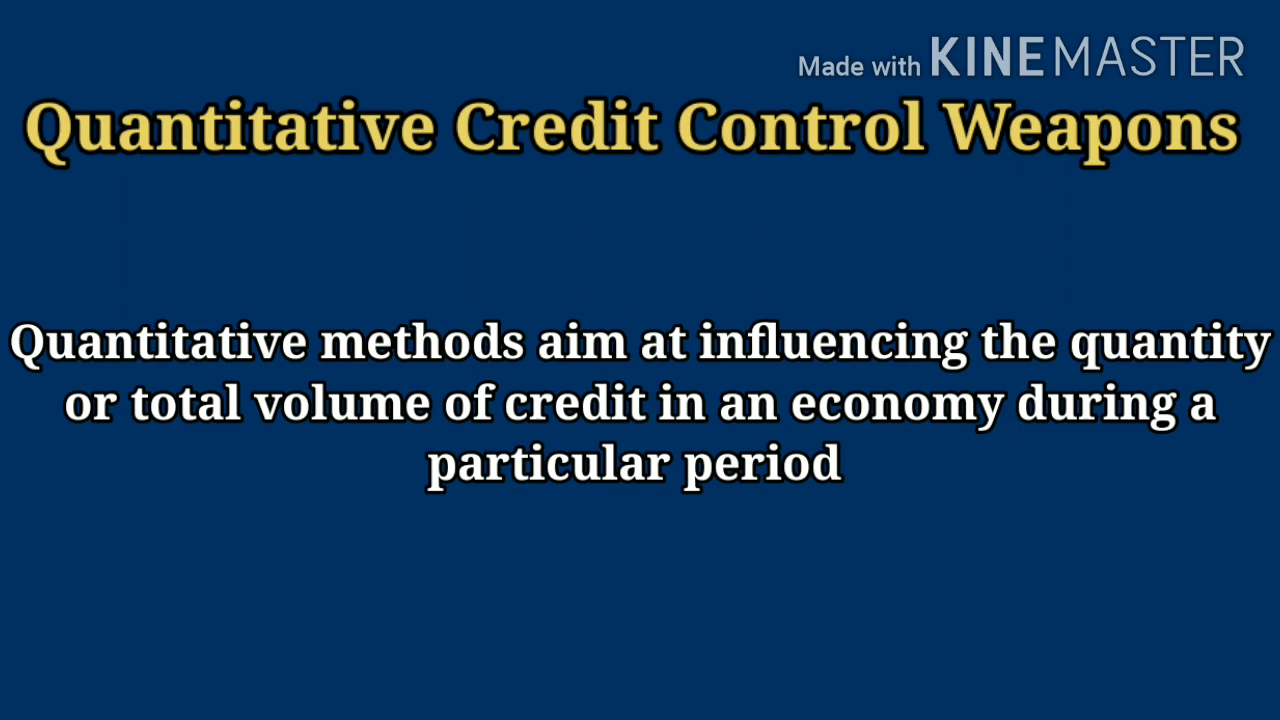 Made with KINEMASTER
Quantitative Credit Control Weapons
Quantitative methods aim at influencing the quantity
or total volume of credit in an economy during a
particular period